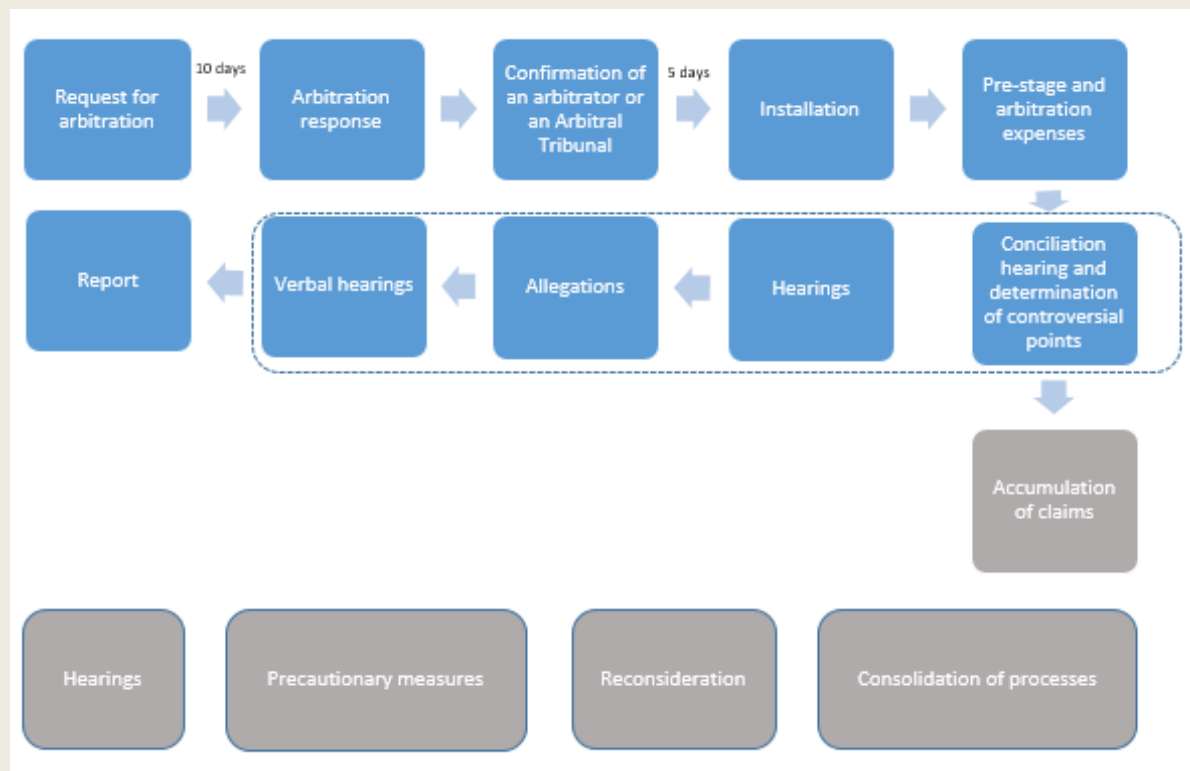 Request for
arbitration
10 days
Arbitration
response
Confirmation of
an arbitrator or
an Arbitral
Tribunal
5 days
Installation
Pre-stage and
arbitration
expenses
Report
Verbal hearings
Allegations
Hearings
Conciliation
hearing and
determination
of controversial
points
Accumulation
of claims
Hearings
Precautionary measures
Reconsideration
Consolidation of processes